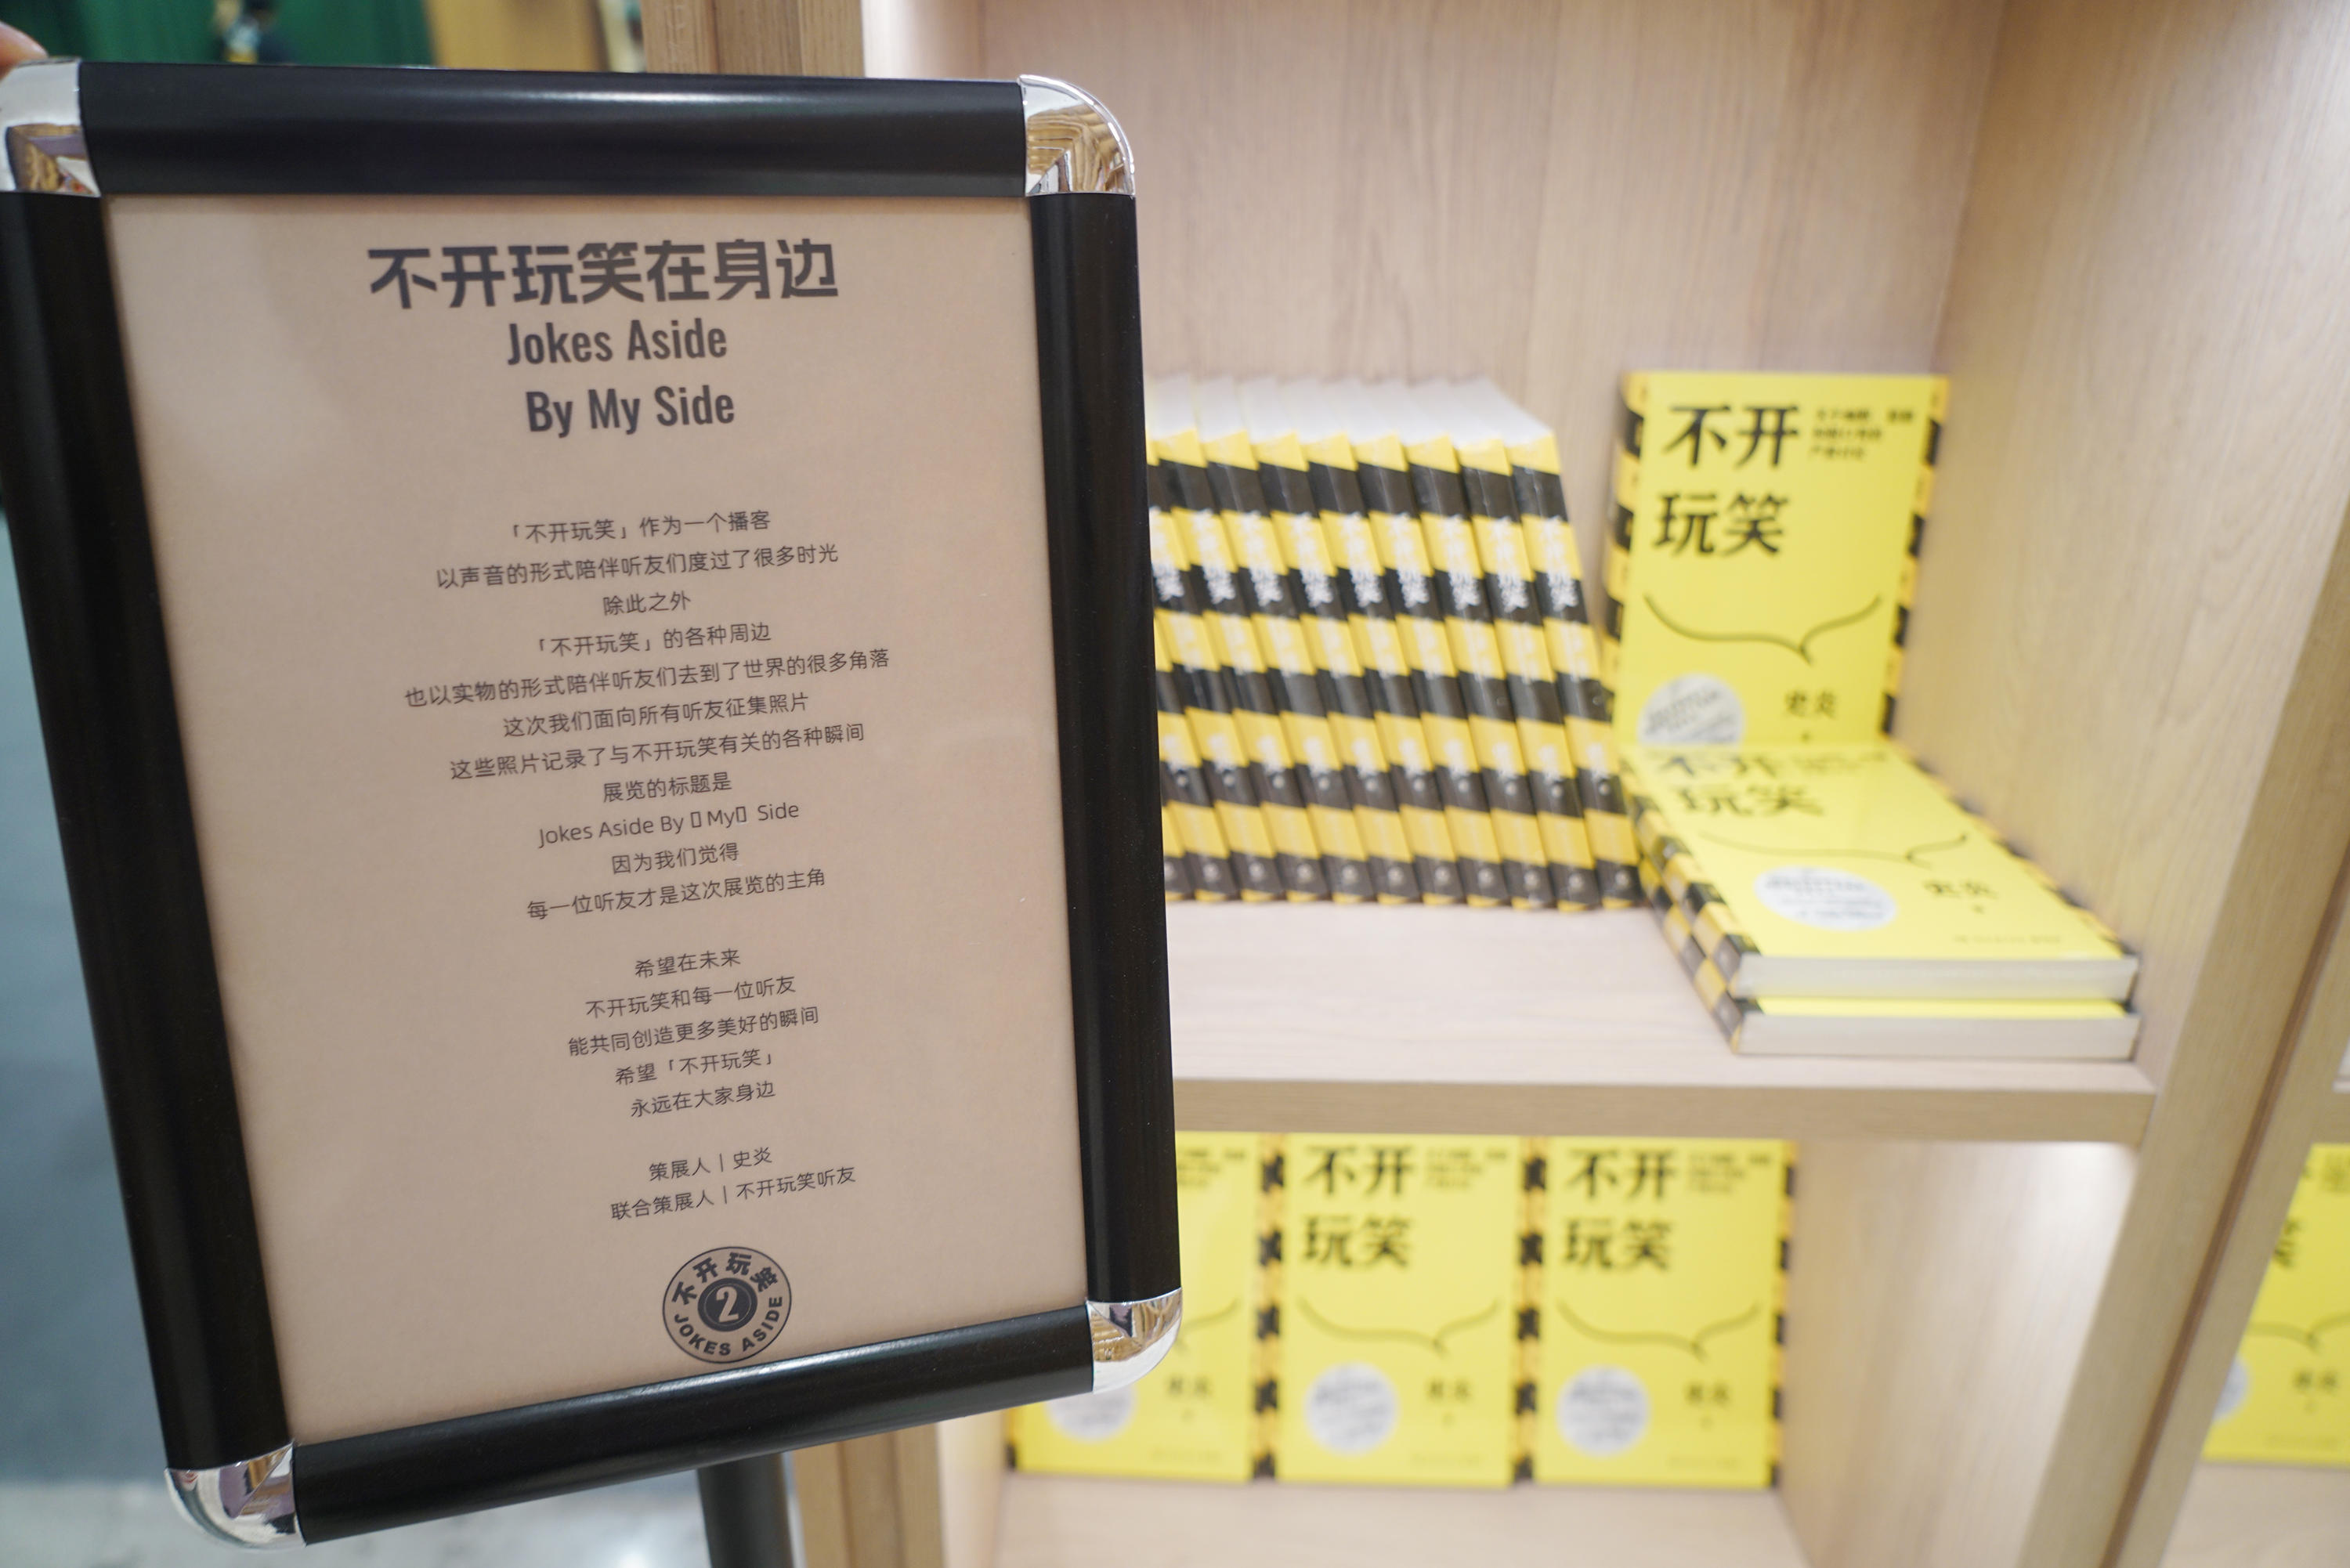 不开玩笑在身边
Jokes Aside
By My Side
「不开玩笑」作为一个播客
以声音的形式陪伴听友们度过了很多时光
除此之外
「不开玩笑」的各种周边
也以实物的形式陪伴听友们去到了世界的很多角落
这次我们面向所有听友征集照片
这些照片记录了与不开玩笑有关的各种瞬间
展览的标题是
Jokes Aside By ▯My▯ Side
因为我们觉得
每一位听友才是这次展览的主角
希望在未来
不开玩笑和每一位听友
能共同创造更多美好的瞬间
希望「不开玩笑」
永远在大家身边
策展人｜史炎
联合策展人｜不开玩笑听友
不开玩笑
2
JOKES ASIDE
不开
玩笑
史炎
不开
玩笑
史炎
不开
玩笑
史炎
不开
玩笑
史炎